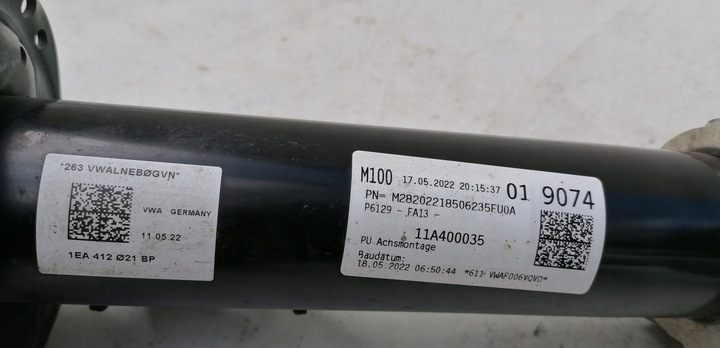 *263 VWALNEBØGVN*
VWA GERMANY
11.05.22
1EA 412 Ø21 BP
M100 17.05.2022 20:15:37 01 9074
PN= M28202218506235FU0A
P6129 - FA13 -
11A400035
PU Achsmontage
Baudatum:
18.05.2022 06:50:44 *611 VWAF006VQVD*